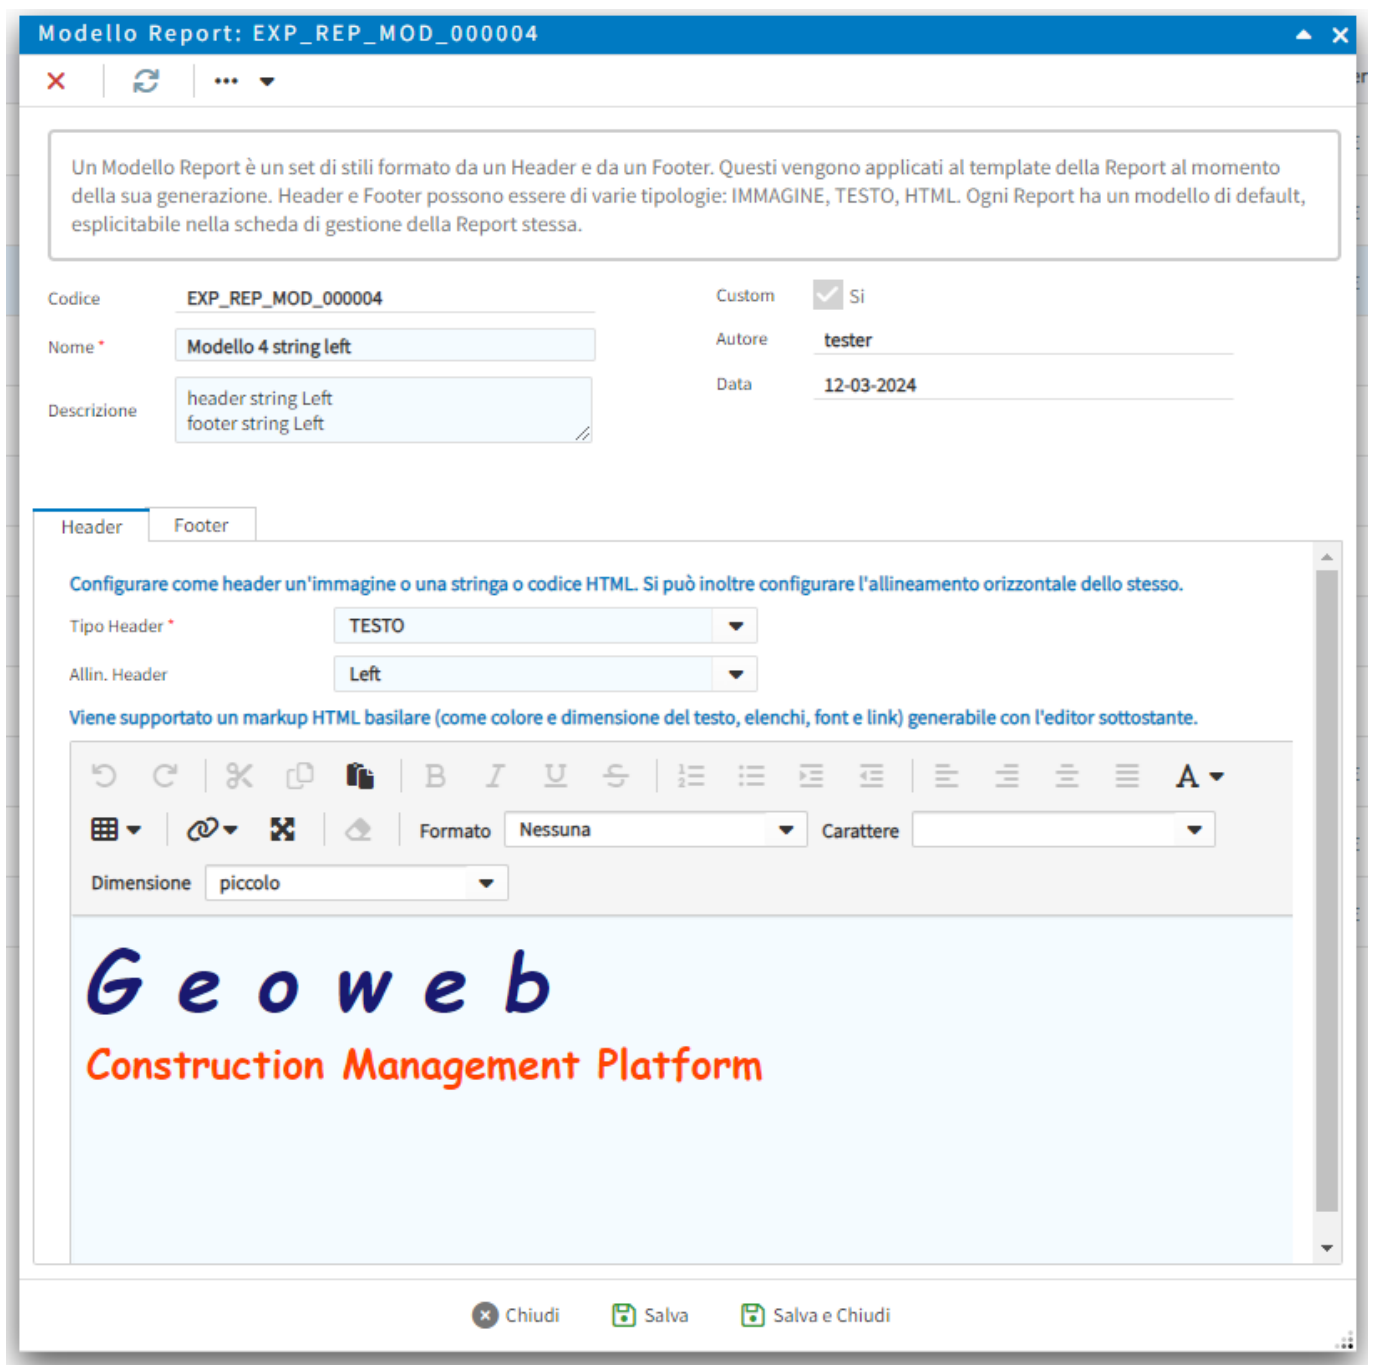 Modello Report: EXP_REP_MOD_000004
Un Modello Report è un set di stili formato da un Header e da un Footer. Questi vengono applicati al template della Report al momento
della sua generazione. Header e Footer possono essere di varie tipologie: IMMAGINE, TESTO, HTML. Ogni Report ha un modello di default,
esplicitabile nella scheda di gestione della Report stessa.
Codice EXP_REP_MOD_000004
Custom Si
Nome * Modello 4 string left
Autore tester
Descrizione header string Left
footer string Left
Data 12-03-2024
Header Footer
Configurare come header un'immagine o una stringa o codice HTML. Si può inoltre configurare l'allineamento orizzontale dello stesso.
Tipo Header * TESTO
Allin. Header Left
Viene supportato un markup HTML basilare (come colore e dimensione del testo, elenchi, font e link) generabile con l'editor sottostante.
Formato Nessuna Carattere
Dimensione piccolo
G e o w e b
Construction Management Platform
Chiudi Salva Salva e Chiudi